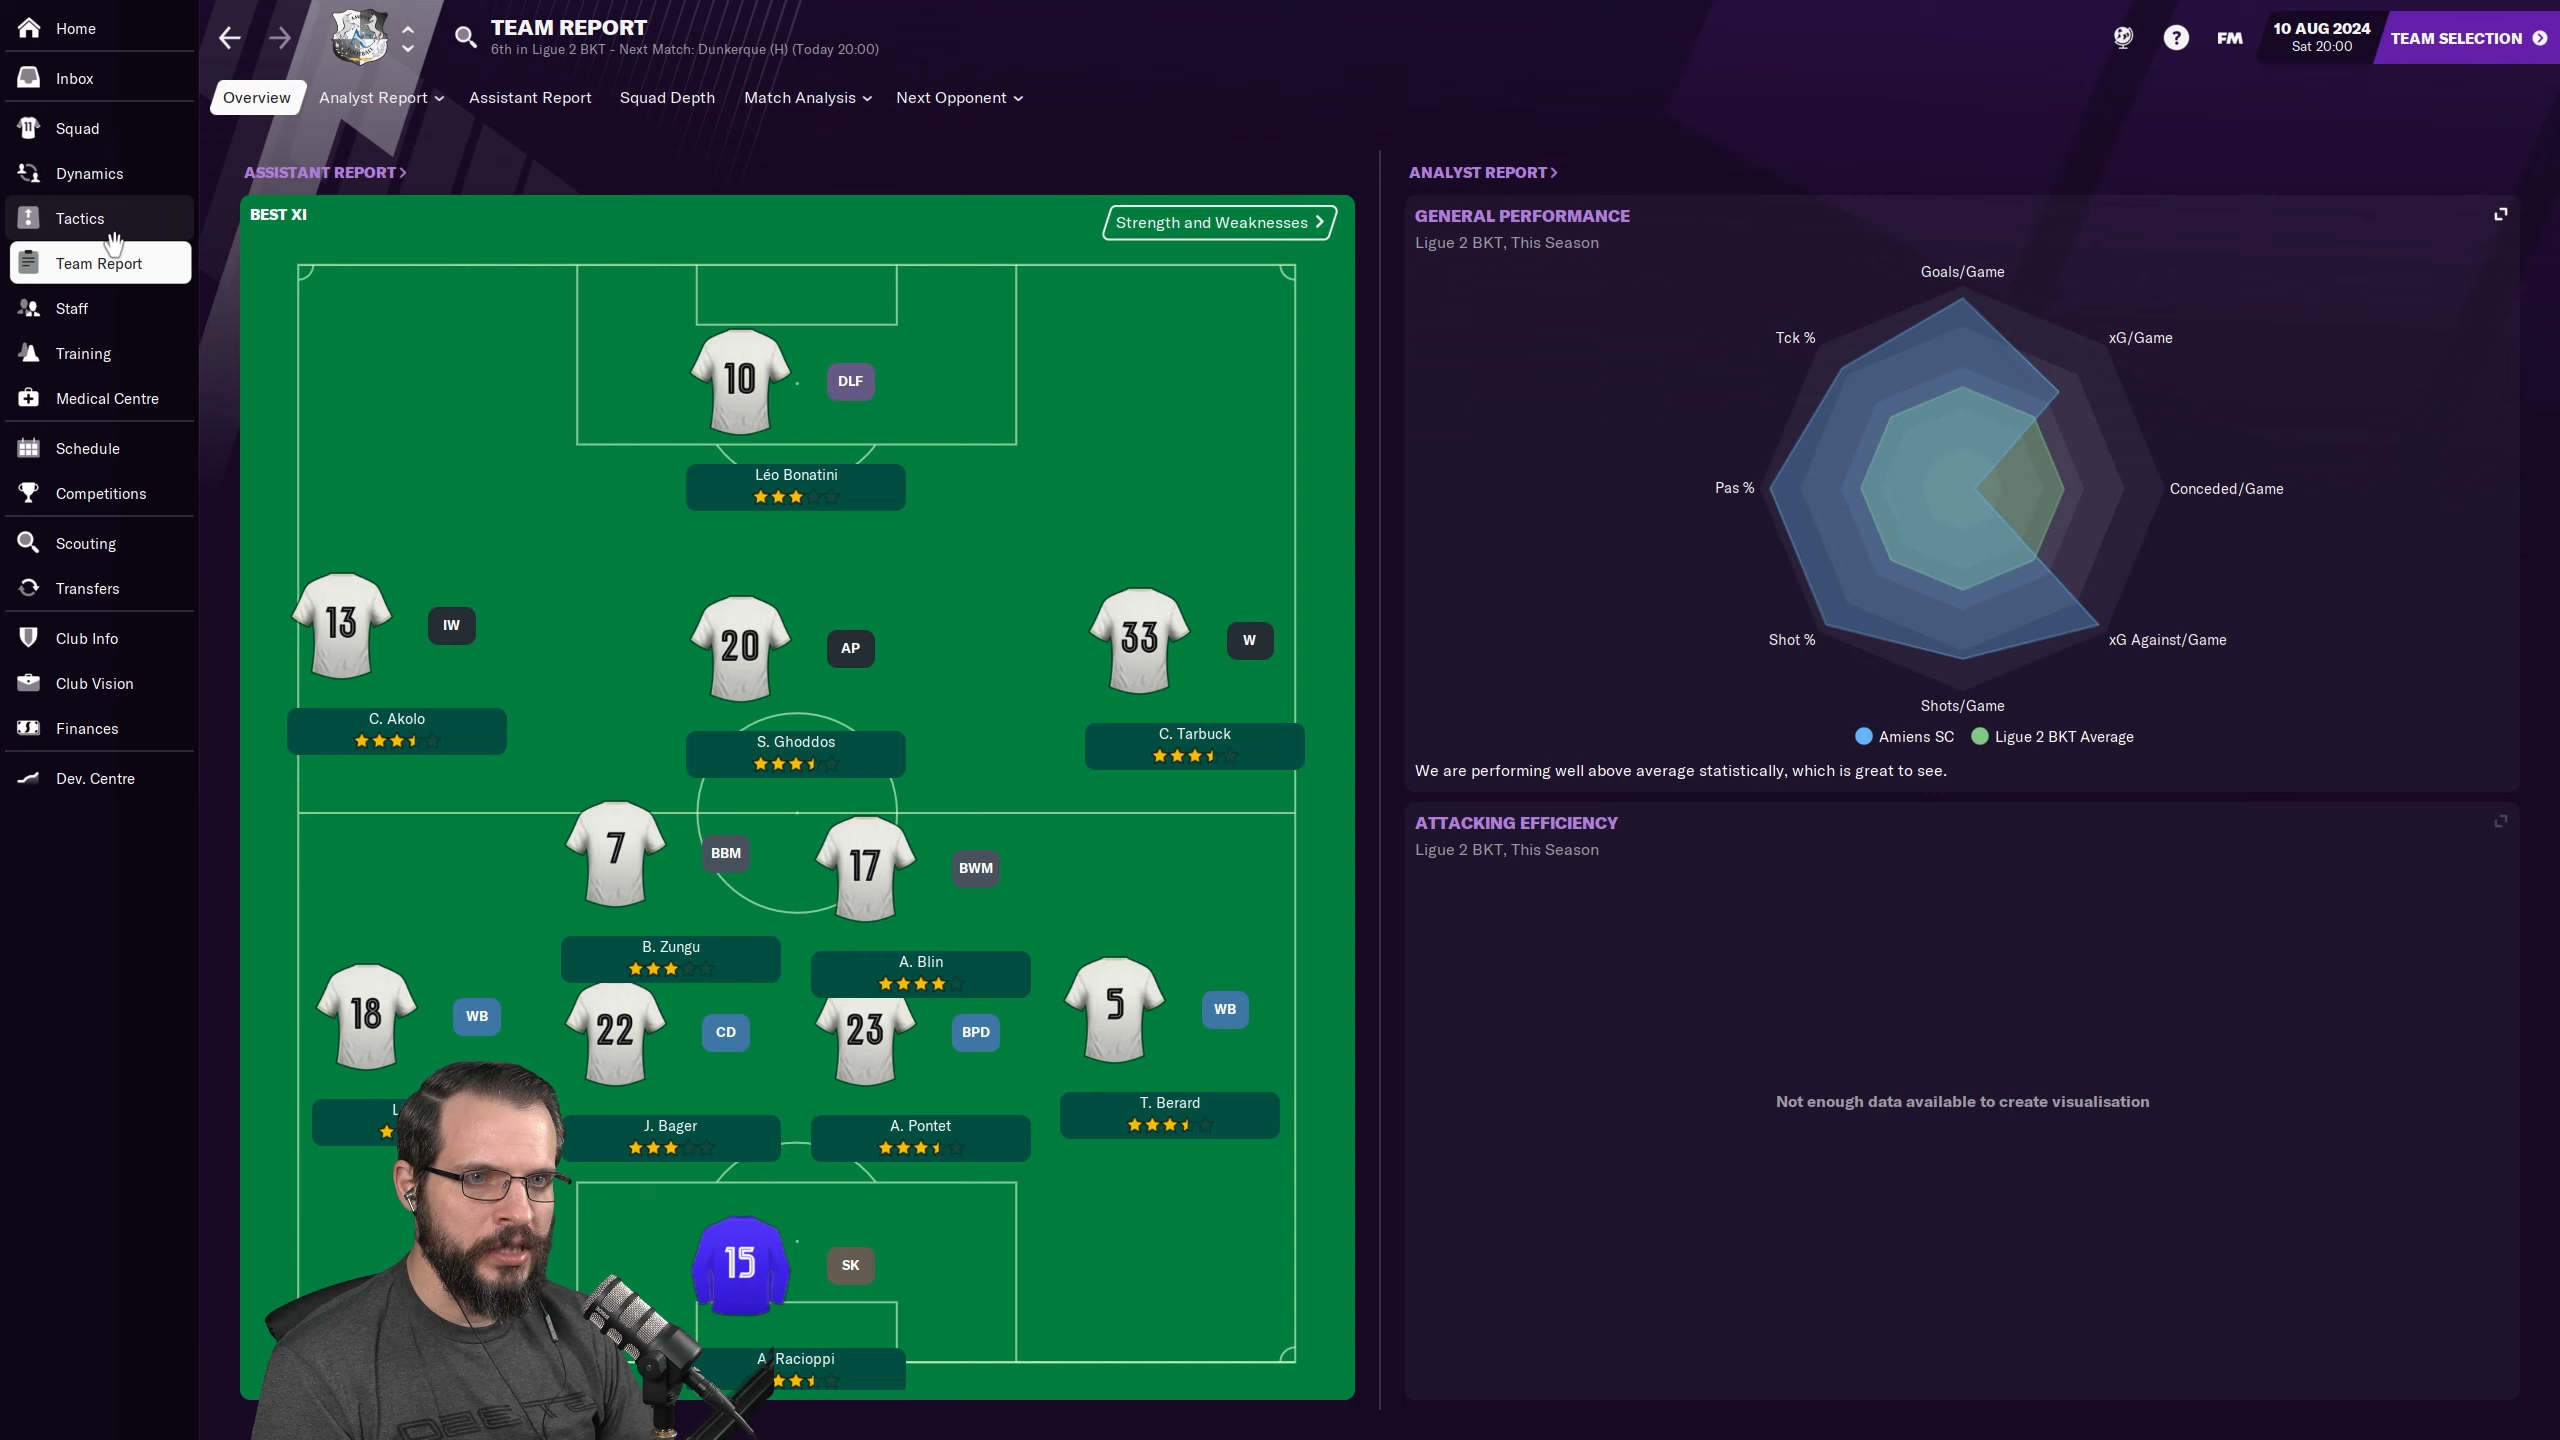 Home
Inbox
Squad
Dynamics
Tactics
Team Report
Staff
Training
Medical Centre
Schedule
Competitions
Scouting
Transfers
Club Info
Club Vision
Finances
Dev. Centre
TEAM REPORT
6th in Ligue 2 BKT - Next Match: Dunkerque (H) (Today 20:00)
FM
10 AUG 2024
Sat 20:00
TEAM SELECTION
Overview
Analyst Report
Assistant Report
Squad Depth
Match Analysis
Next Opponent
ASSISTANT REPORT
BEST XI
Strength and Weaknesses
10
DLF
Léo Bonatini
13
IW
C. Akolo
20
AP
S. Ghoddos
33
W
C. Tarbuck
7
BBM
B. Zungu
17
BWM
A. Blin
18
WB
22
CD
J. Bager
23
BPD
A. Pontet
5
WB
T. Berard
15
SK
A. Racioppi
ANALYST REPORT
GENERAL PERFORMANCE
Ligue 2 BKT, This Season
Goals/Game
xG/Game
Conceded/Game
xG Against/Game
Shots/Game
Shot %
Pas %
Tck %
Amiens SC
Ligue 2 BKT Average
We are performing well above average statistically, which is great to see.
ATTACKING EFFICIENCY
Ligue 2 BKT, This Season
Not enough data available to create visualisation